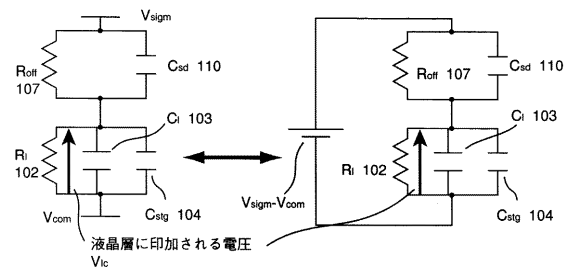 Vsigm
Roff
107
Csd 110
Cl 103
Rl
102
Vcom
Cstg 104
液晶層に印加される電圧
Vlc
Roff 107
Csd 110
Cl 103
Rl 102
Vsigm-Vcom
Cstg 104